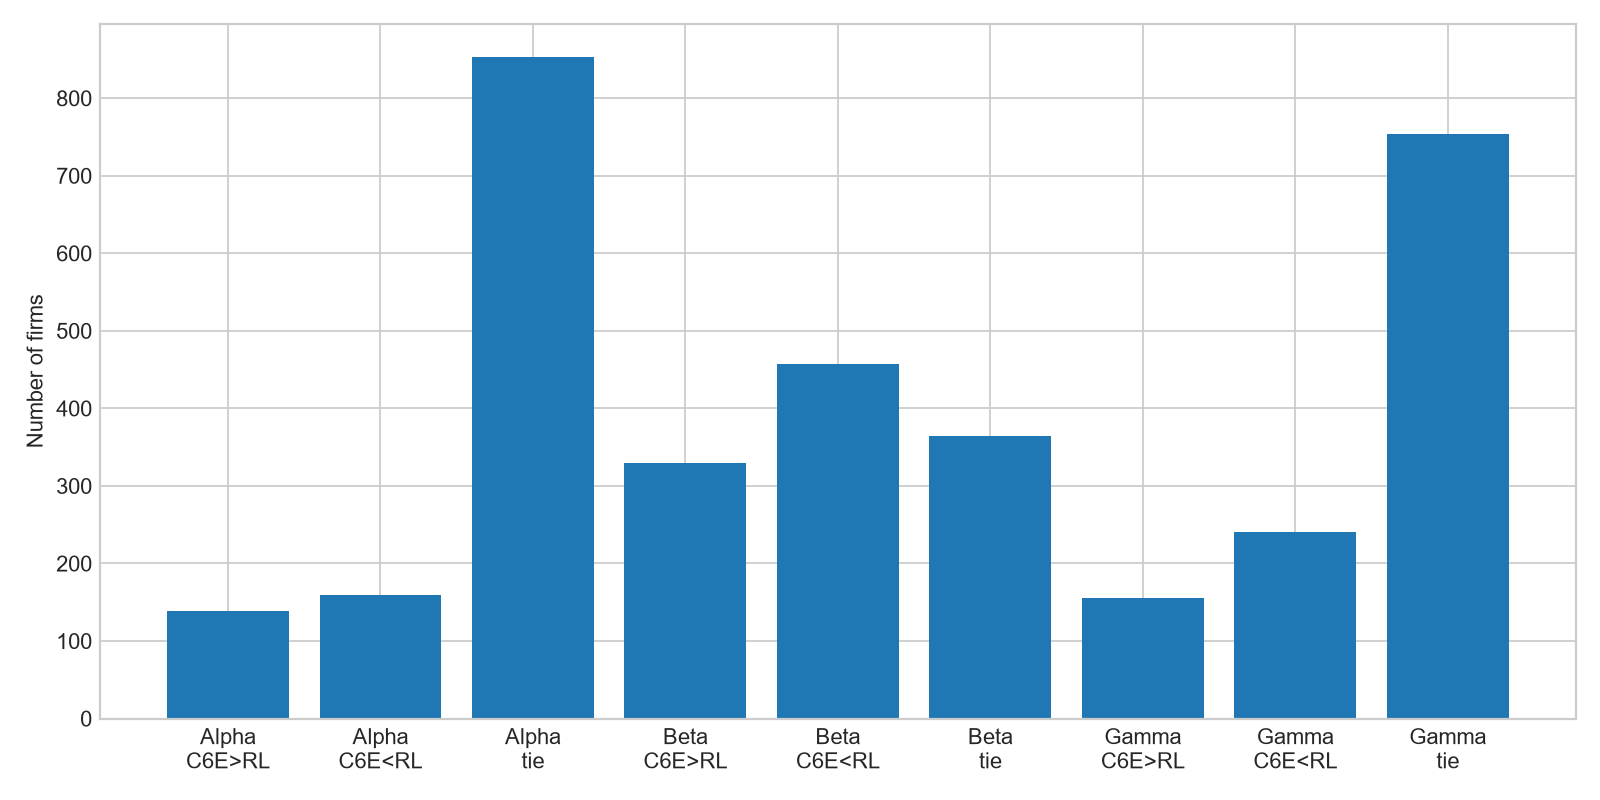 Number of firms
800
700
600
500
400
300
200
100
0
Alpha
C6E>RL
Alpha
C6E<RL
Alpha
tie
Beta
C6E>RL
Beta
C6E<RL
Beta
tie
Gamma
C6E>RL
Gamma
C6E<RL
Gamma
tie